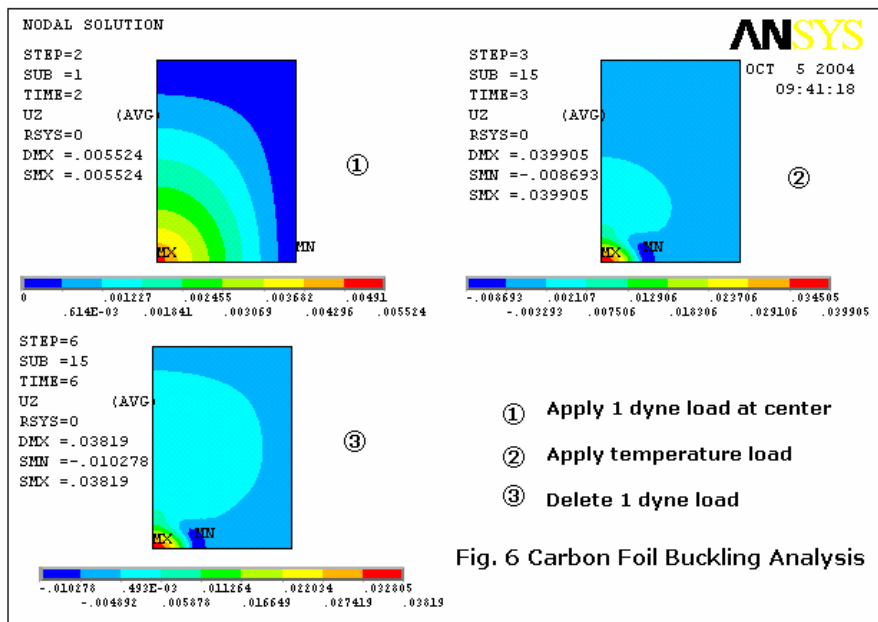 NODAL SOLUTION
STEP=2
SUB =1
TIME=2
UZ (AVG)
RSYS=0
DMX =.005524
SMX =.005524
①
MX
MN
0 .001227 .002455 .003682 .00491
.614E-03 .001841 .003069 .004296 .005524
ANSYS
OCT 5 2004
09:41:18
STEP=3
SUB =15
TIME=3
UZ (AVG)
RSYS=0
DMX =.039905
SMN =-.008693
SMX =.039905
②
MX
MN
-.008693 .002107 .012906 .023706 .034505
-.003293 .007506 .018306 .029106 .039905
STEP=6
SUB =15
TIME=6
UZ (AVG)
RSYS=0
DMX =.03819
SMN =-.010278
SMX =.03819
③
MX
MN
-.010278 .493E-03 .011264 .022034 .032805
-.004892 .005878 .016649 .027419 .03819
① Apply 1 dyne load at center
② Apply temperature load
③ Delete 1 dyne load
Fig. 6 Carbon Foil Buckling Analysis